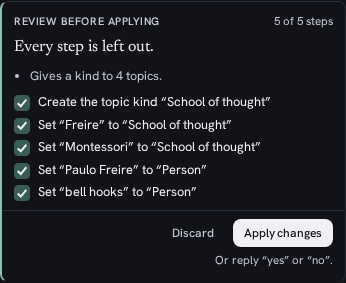 REVIEW BEFORE APPLYING
5 of 5 steps
Every step is left out.
• Gives a kind to 4 topics.
Create the topic kind “School of thought”
Set “Freire” to “School of thought”
Set “Montessori” to “School of thought”
Set “Paulo Freire” to “Person”
Set “bell hooks” to “Person”
Discard
Apply changes
Or reply “yes” or “no”.